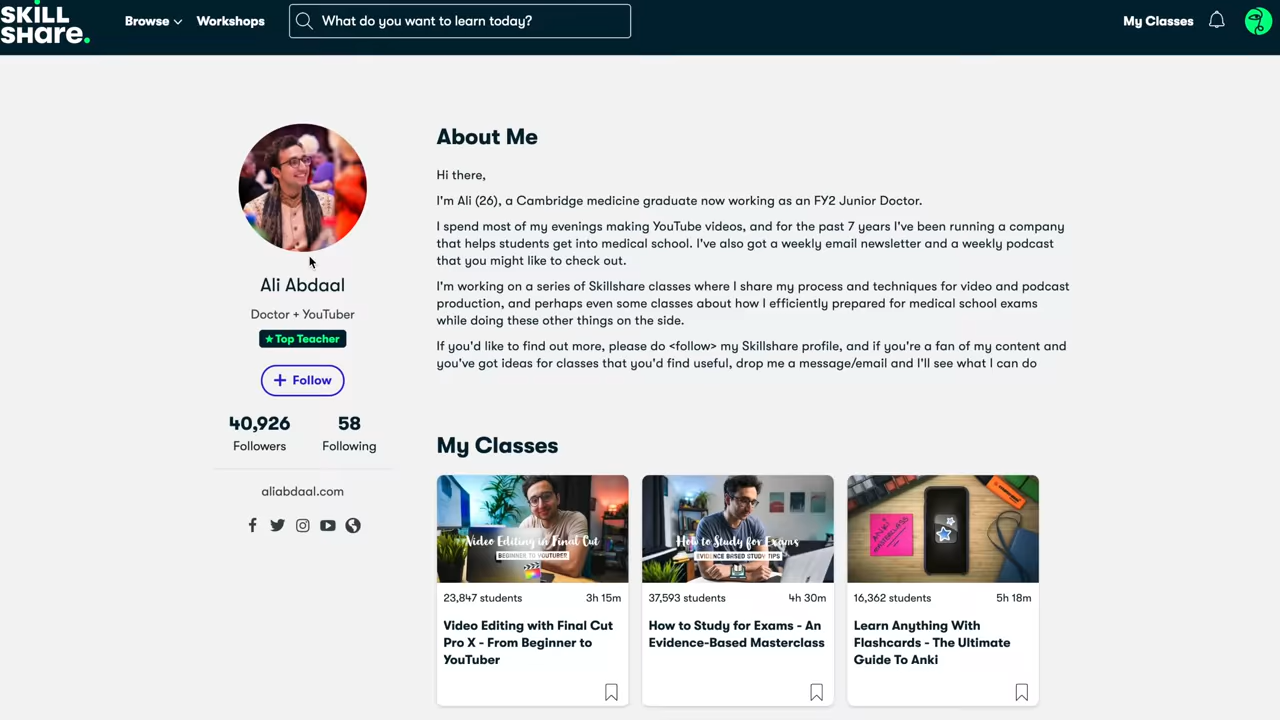 SKILL
SHARE.
Browse
Workshops
What do you want to learn today?
My Classes
Ali Abdaal
Doctor + YouTuber
Top Teacher
+ Follow
40,926
Followers
58
Following
aliabdaal.com
About Me
Hi there,
I'm Ali (26), a Cambridge medicine graduate now working as an FY2 Junior Doctor.
I spend most of my evenings making YouTube videos, and for the past 7 years I've been running a company
that helps students get into medical school. I've also got a weekly email newsletter and a weekly podcast
that you might like to check out.
I'm working on a series of Skillshare classes where I share my process and techniques for video and podcast
production, and perhaps even some classes about how I efficiently prepared for medical school exams
while doing these other things on the side.
If you'd like to find out more, please do <follow> my Skillshare profile, and if you're a fan of my content and
you've got ideas for classes that you'd find useful, drop me a message/email and I'll see what I can do
My Classes
Video Editing in Final Cut
BEGINNER TO YOUTUBER
23,847 students
3h 15m
Video Editing with Final Cut
Pro X - From Beginner to
YouTuber
How to Study for Exams
EVIDENCE BASED STUDY TIPS
37,593 students
4h 30m
How to Study for Exams - An
Evidence-Based Masterclass
ANKI
MASTERCLASS
16,362 students
5h 18m
Learn Anything With
Flashcards - The Ultimate
Guide To Anki